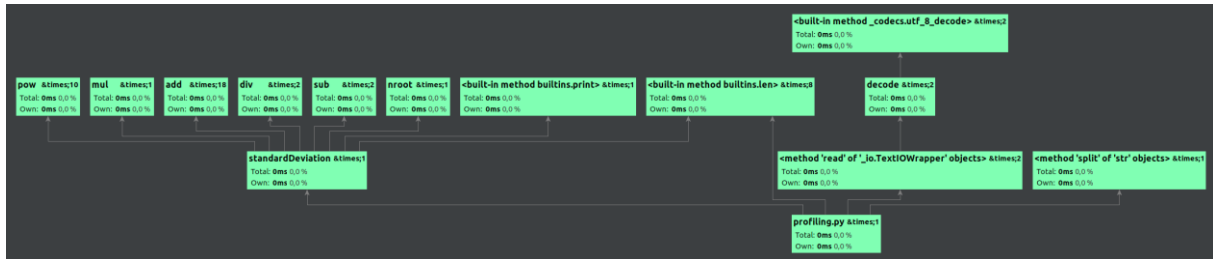 <built-in method _codecs.utf_8_decode> &times;2
Total: 0ms 0,0 %
Own: 0ms 0,0 %
pow &times;10
Total: 0ms 0,0 %
Own: 0ms 0,0 %
mul &times;1
Total: 0ms 0,0 %
Own: 0ms 0,0 %
add &times;18
Total: 0ms 0,0 %
Own: 0ms 0,0 %
div &times;2
Total: 0ms 0,0 %
Own: 0ms 0,0 %
sub &times;2
Total: 0ms 0,0 %
Own: 0ms 0,0 %
nroot &times;1
Total: 0ms 0,0 %
Own: 0ms 0,0 %
<built-in method builtins.print> &times;1
Total: 0ms 0,0 %
Own: 0ms 0,0 %
<built-in method builtins.len> &times;8
Total: 0ms 0,0 %
Own: 0ms 0,0 %
decode &times;2
Total: 0ms 0,0 %
Own: 0ms 0,0 %
standardDeviation &times;1
Total: 0ms 0,0 %
Own: 0ms 0,0 %
<method 'read' of '_io.TextIOWrapper' objects> &times;2
Total: 0ms 0,0 %
Own: 0ms 0,0 %
<method 'split' of 'str' objects> &times;1
Total: 0ms 0,0 %
Own: 0ms 0,0 %
profiling.py &times;1
Total: 0ms 0,0 %
Own: 0ms 0,0 %